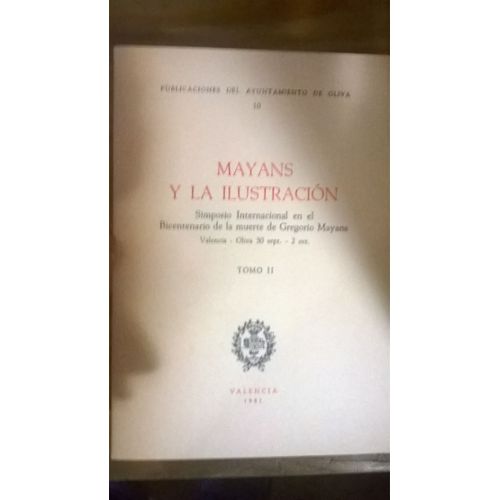 PUBLICACIONES DEL AYUNTAMIENTO DE OLIVA
10
MAYANS
Y LA ILUSTRACIÓN
Simposio Internacional en el
Bicentenario de la muerte de Gregorio Mayans
Valencia - Oliva 30 sept. - 2 oct.
TOMO II
VALENCIA
1981